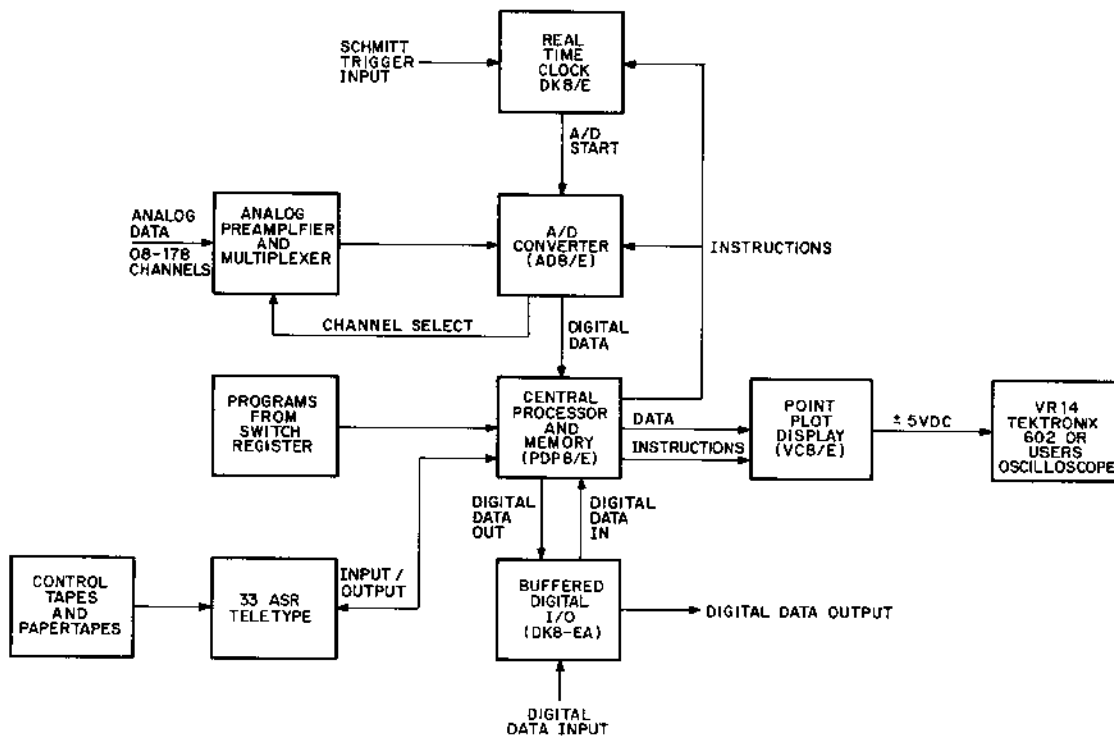 SCHMITT
TRIGGER
INPUT
REAL
TIME
CLOCK
DK8/E
A/D
START
ANALOG
DATA
08-178
CHANNELS
ANALOG
PREAMPLFIER
AND
MULTIPLEXER
A/D
CONVERTER
(AD8/E)
INSTRUCTIONS
CHANNEL SELECT
DIGITAL
DATA
PROGRAMS
FROM
SWITCH
REGISTER
CENTRAL
PROCESSOR
AND
MEMORY
(PDP8/E)
DATA
INSTRUCTIONS
POINT
PLOT
DISPLAY
(VC8/E)
± 5VDC
VR14
TEKTRONIX
602 OR
USERS
OSCILLOSCOPE
DIGITAL
DATA
OUT
DIGITAL
DATA
IN
CONTROL
TAPES
AND
PAPERTAPES
33 ASR
TELETYPE
INPUT/
OUTPUT
BUFFERED
DIGITAL
I/O
(DK8-EA)
DIGITAL DATA OUTPUT
DIGITAL
DATA INPUT